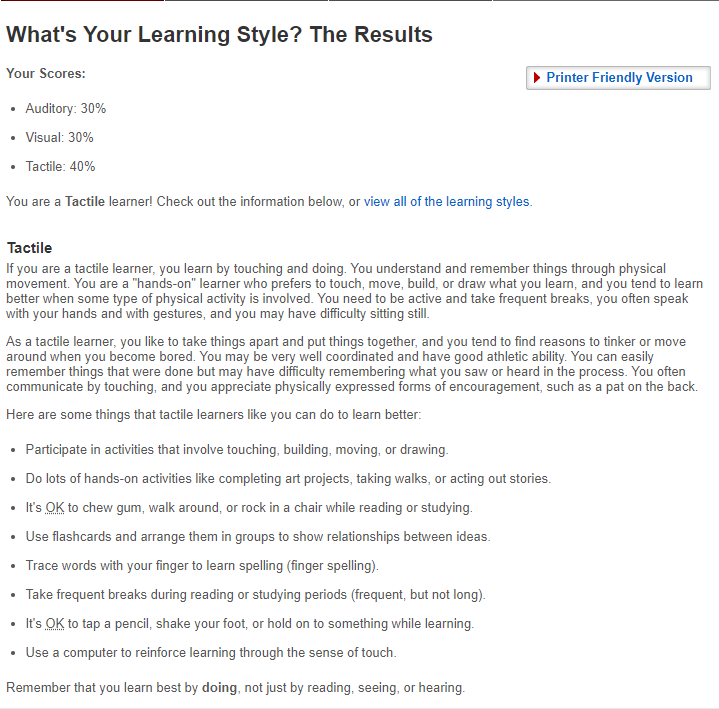 What's Your Learning Style? The Results
Your Scores:
Printer Friendly Version
Auditory: 30%
Visual: 30%
Tactile: 40%
You are a Tactile learner! Check out the information below, or view all of the learning styles.
Tactile
If you are a tactile learner, you learn by touching and doing. You understand and remember things through physical
movement. You are a "hands-on" learner who prefers to touch, move, build, or draw what you learn, and you tend to learn
better when some type of physical activity is involved. You need to be active and take frequent breaks, you often speak
with your hands and with gestures, and you may have difficulty sitting still.
As a tactile learner, you like to take things apart and put things together, and you tend to find reasons to tinker or move
around when you become bored. You may be very well coordinated and have good athletic ability. You can easily
remember things that were done but may have difficulty remembering what you saw or heard in the process. You often
communicate by touching, and you appreciate physically expressed forms of encouragement, such as a pat on the back.
Here are some things that tactile learners like you can do to learn better:
Participate in activities that involve touching, building, moving, or drawing.
Do lots of hands-on activities like completing art projects, taking walks, or acting out stories.
It's OK to chew gum, walk around, or rock in a chair while reading or studying.
Use flashcards and arrange them in groups to show relationships between ideas.
Trace words with your finger to learn spelling (finger spelling).
Take frequent breaks during reading or studying periods (frequent, but not long).
It's OK to tap a pencil, shake your foot, or hold on to something while learning.
Use a computer to reinforce learning through the sense of touch.
Remember that you learn best by doing, not just by reading, seeing, or hearing.